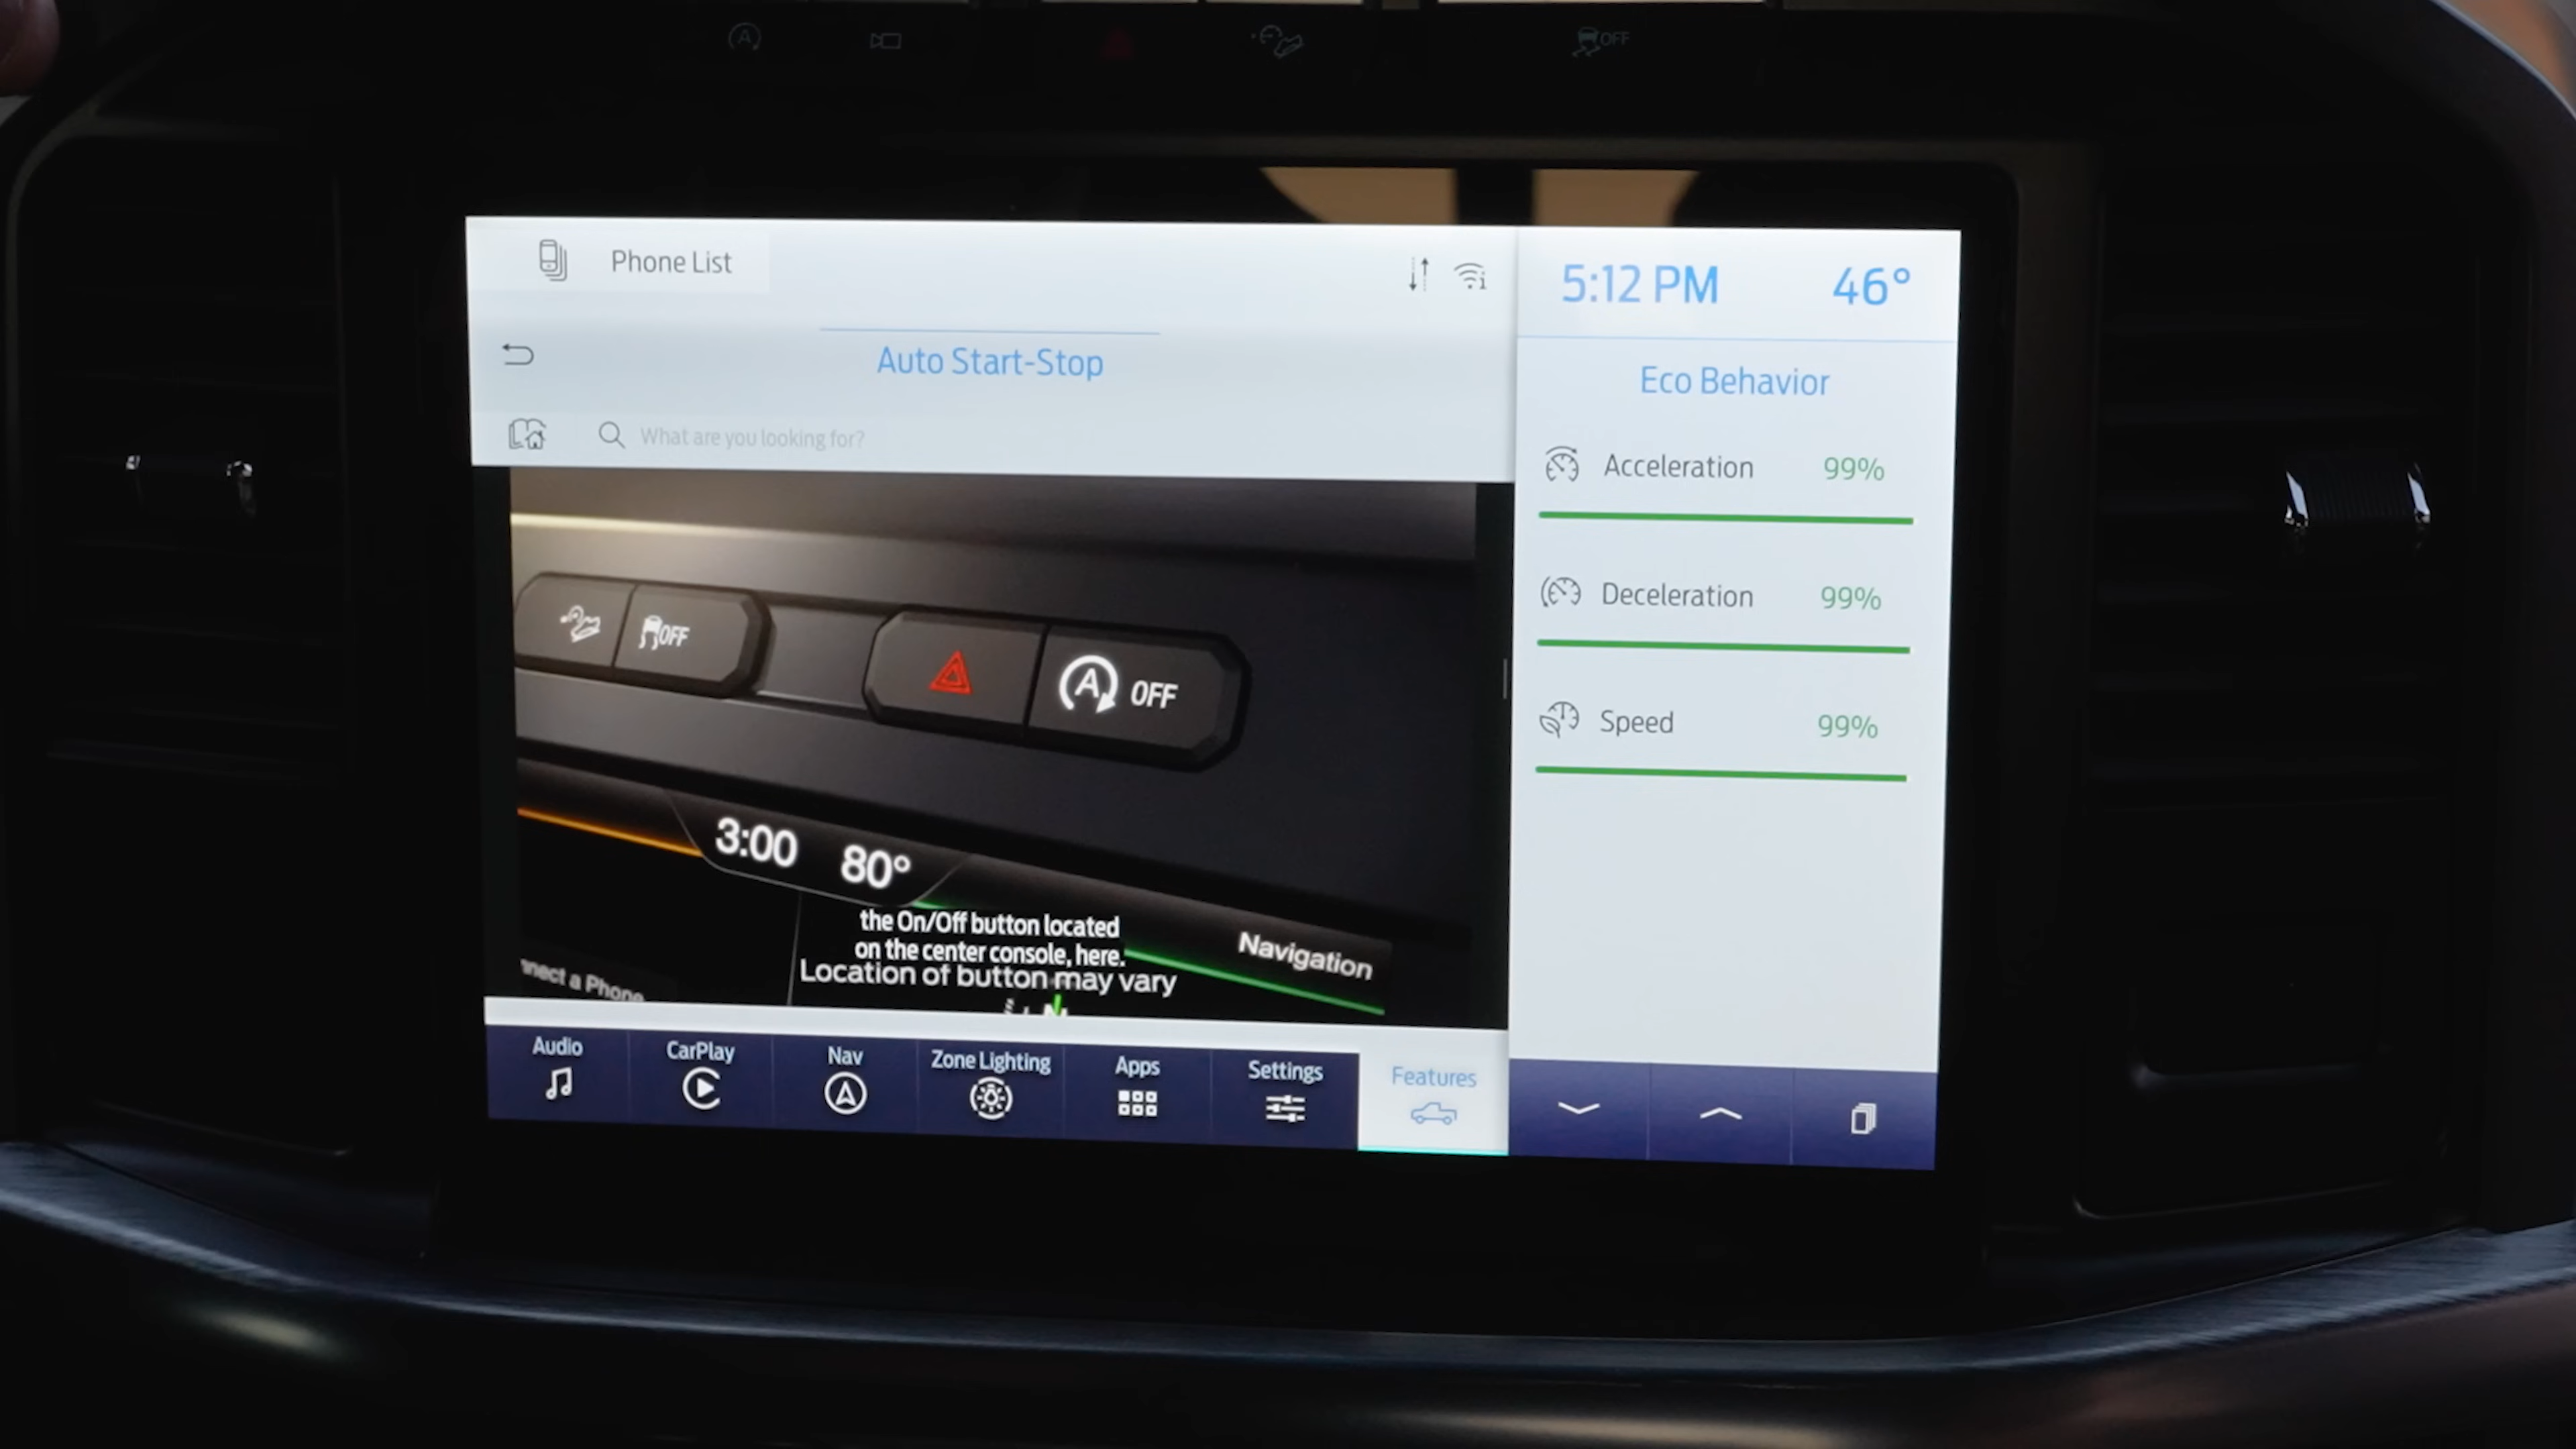 OFF
Phone List
5:12 PM 46°
Auto Start-Stop
What are you looking for?
Eco Behavior
Acceleration 99%
Deceleration 99%
Speed 99%
OFF
A OFF
3:00 80°
Navigation
the On/Off button located
on the center console, here.
Location of button may vary
nnect a Phone
Audio
CarPlay
Nav
Zone Lighting
Apps
Settings
Features